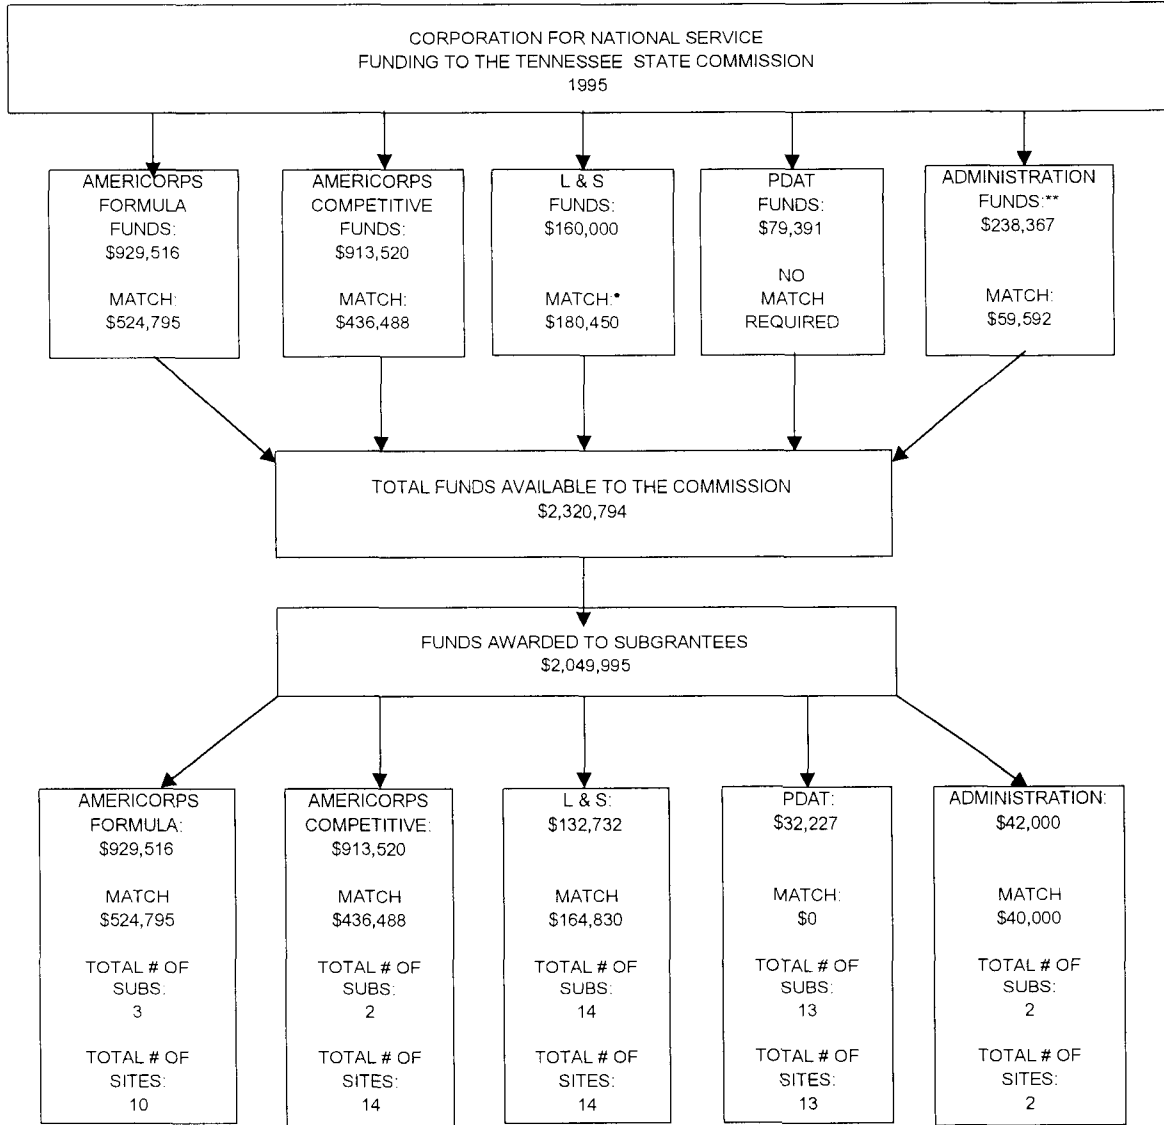 CORPORATION FOR NATIONAL SERVICE
FUNDING TO THE TENNESSEE STATE COMMISSION
1995
AMERICORPS
FORMULA
FUNDS:
$929,516
MATCH:
$524,795
AMERICORPS
COMPETITIVE
FUNDS:
$913,520
MATCH:
$436,488
L & S
FUNDS:
$160,000
MATCH:*
$180,450
PDAT
FUNDS:
$79,391
NO
MATCH
REQUIRED
ADMINISTRATION
FUNDS:**
$238,367
MATCH:
$59,592
TOTAL FUNDS AVAILABLE TO THE COMMISSION
$2,320,794
FUNDS AWARDED TO SUBGRANTEES
$2,049,995
AMERICORPS
FORMULA:
$929,516
MATCH
$524,795
TOTAL # OF
SUBS:
3
TOTAL # OF
SITES:
10
AMERICORPS
COMPETITIVE:
$913,520
MATCH
$436,488
TOTAL # OF
SUBS:
2
TOTAL # OF
SITES:
14
L & S:
$132,732
MATCH
$164,830
TOTAL # OF
SUBS:
14
TOTAL # OF
SITES:
14
PDAT:
$32,227
MATCH:
$0
TOTAL # OF
SUBS:
13
TOTAL # OF
SITES:
13
ADMINISTRATION:
$42,000
MATCH
$40,000
TOTAL # OF
SUBS:
2
TOTAL # OF
SITES:
2